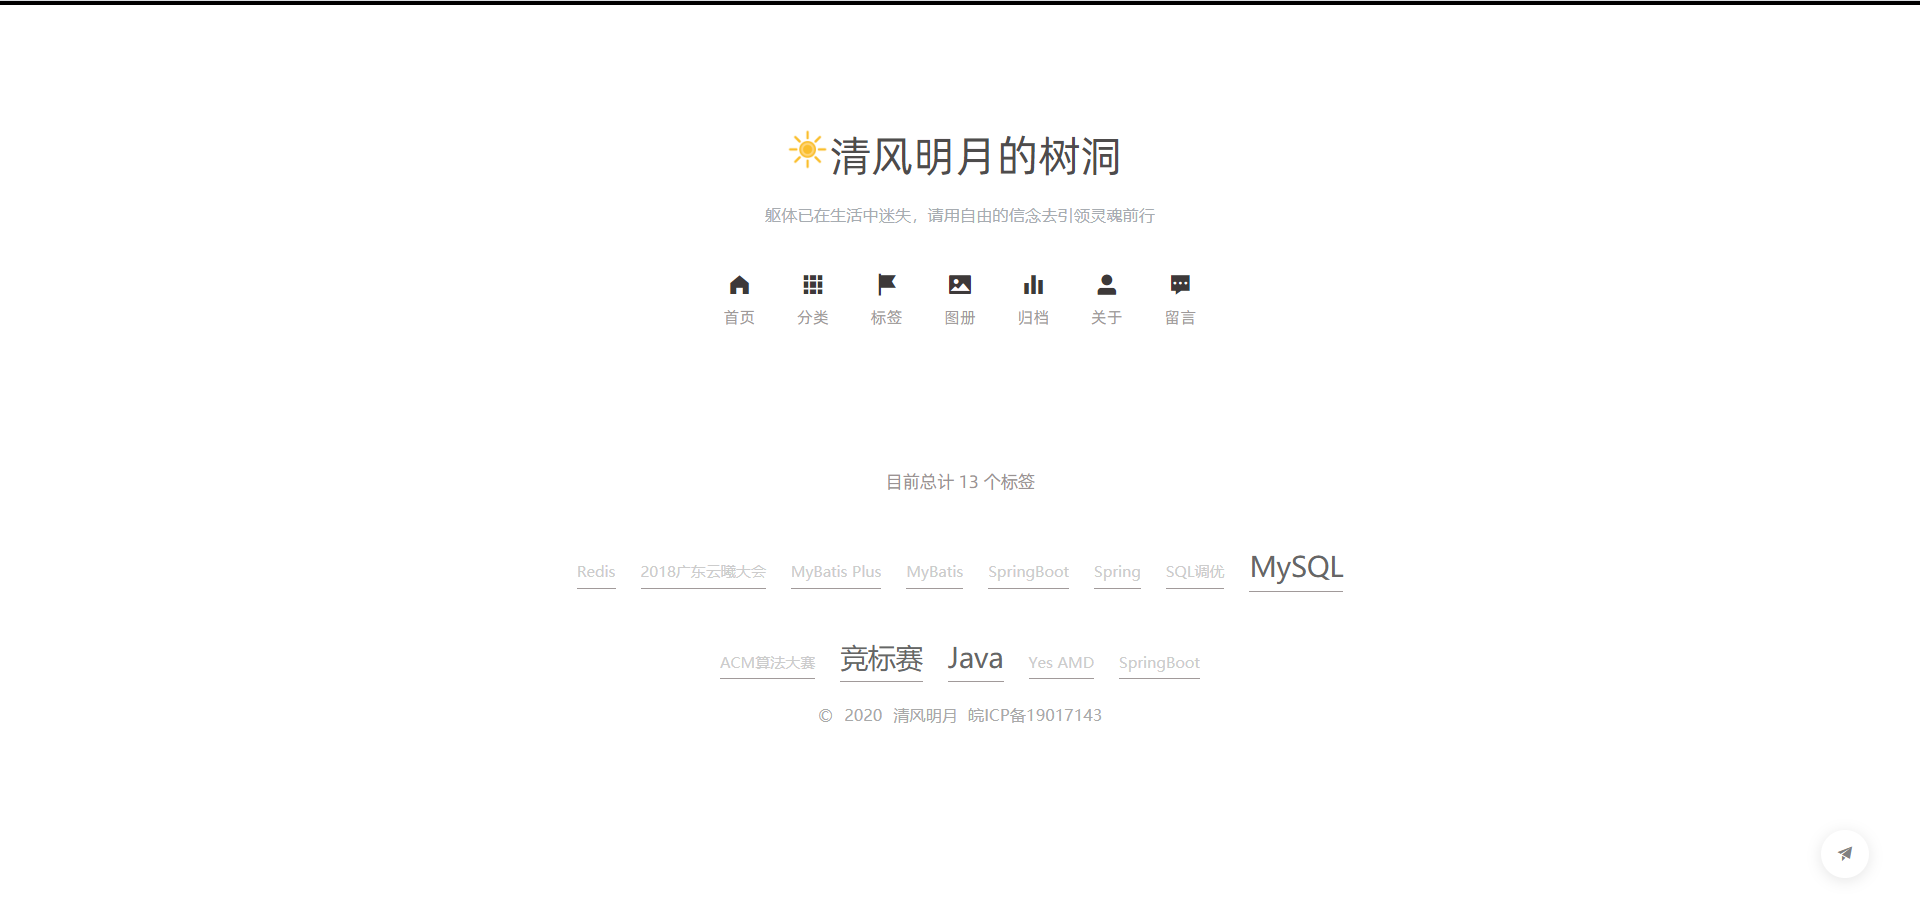 清风明月的树洞
躯体已在生活中迷失，请用自由的信念去引领灵魂前行
首页 分类 标签 图册 归档 关于 留言
目前总计 13 个标签
Redis 2018广东云曦大会 MyBatis Plus MyBatis SpringBoot Spring SQL调优 MySQL
ACM算法大赛 竞标赛 Java Yes AMD SpringBoot
© 2020 清风明月 皖ICP备19017143